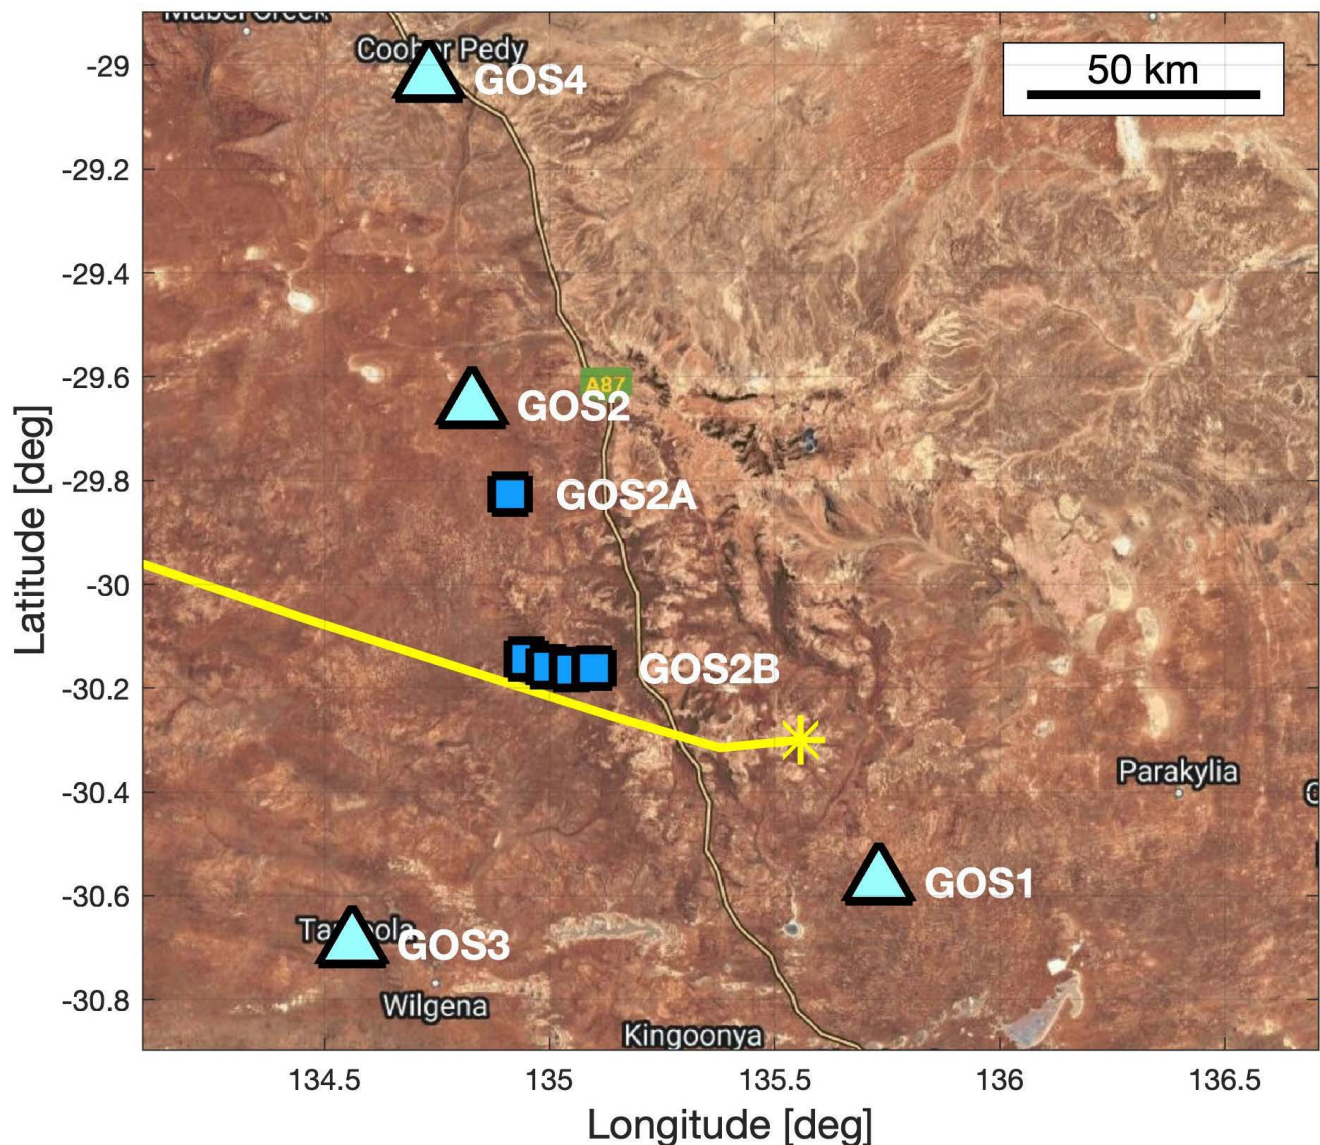 Coober Pedy
GOS4
50 km
-29
-29.2
-29.4
-29.6
-29.8
-30
-30.2
-30.4
-30.6
-30.8
Latitude [deg]
A87
GOS2
GOS2A
GOS2B
Parakylia
GOS1
GOS3
Wilgena
Kingoonya
134.5
135
135.5
136
136.5
Longitude [deg]